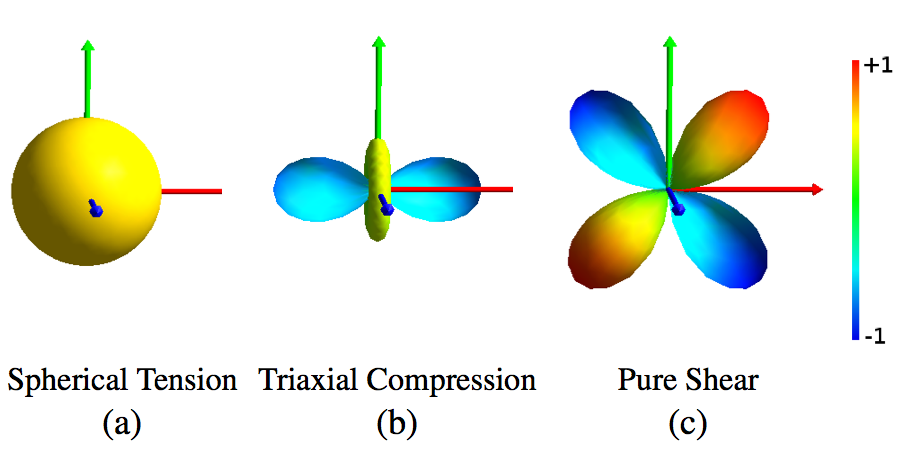 +1
-1
Spherical Tension
Triaxial Compression
Pure Shear
(a)
(b)
(c)